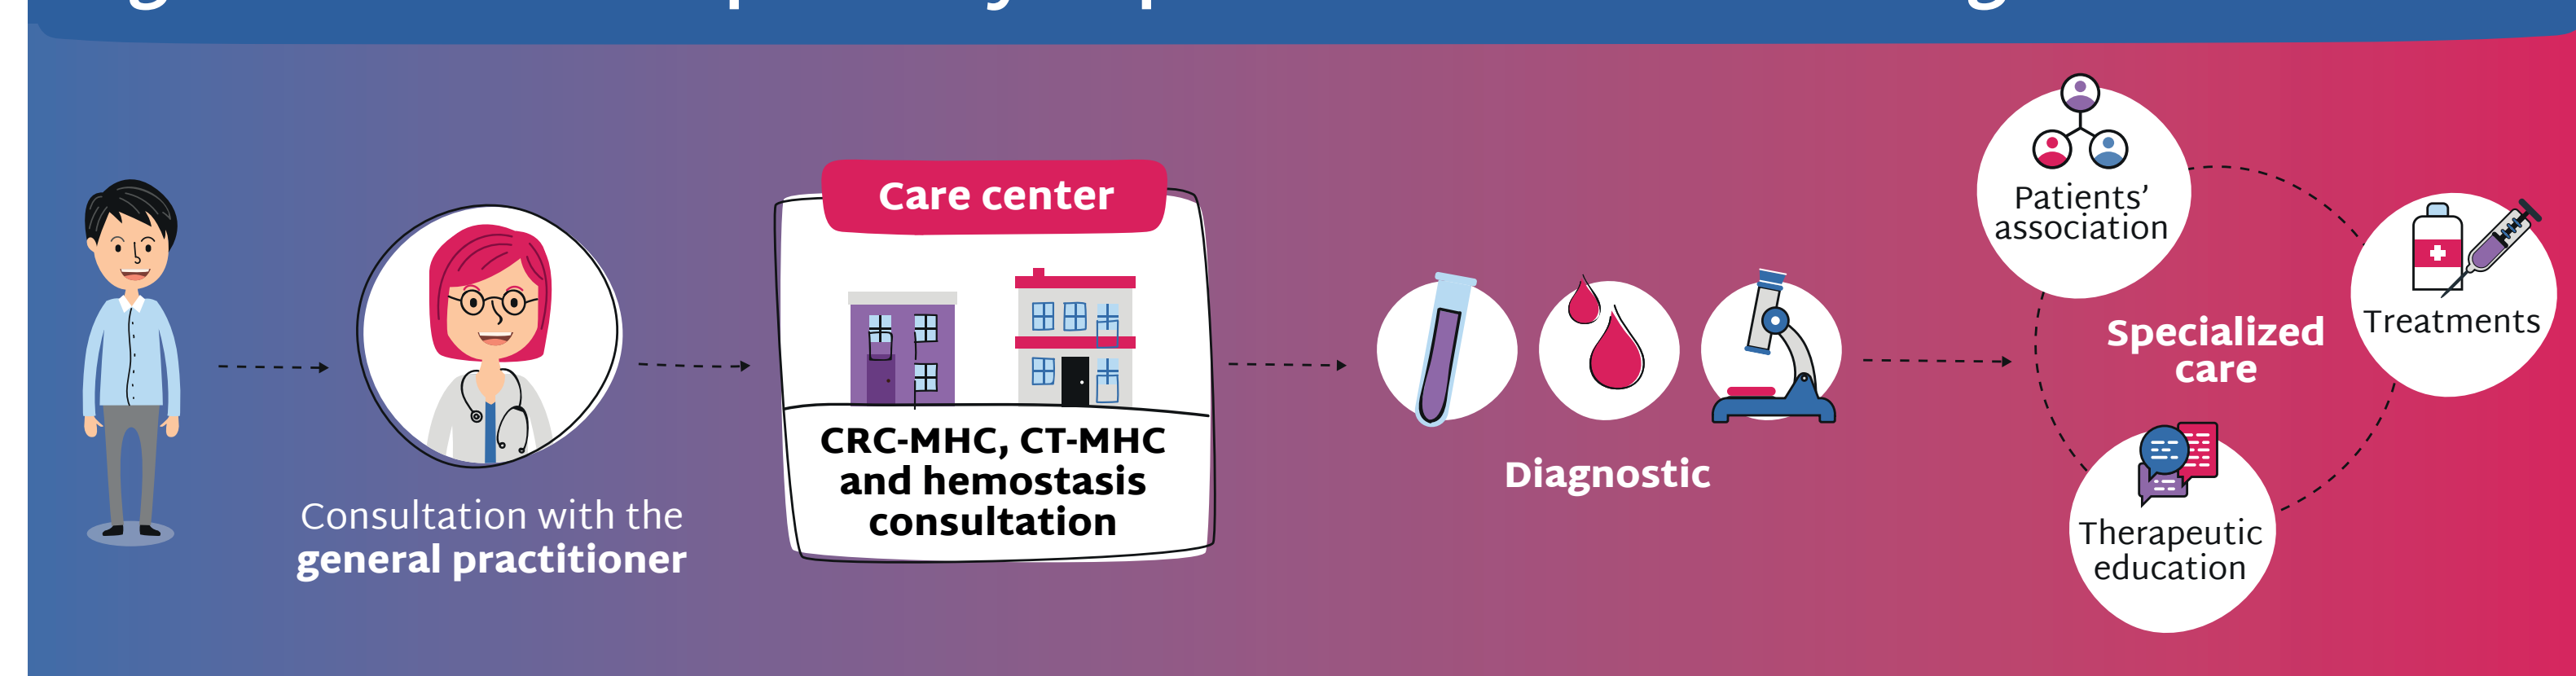 Consultation with the
general practitioner
Care center
CRC-MHC, CT-MHC
and hemostasis
consultation
Diagnostic
Patients’
association
Specialized
care
Treatments
Therapeutic
education